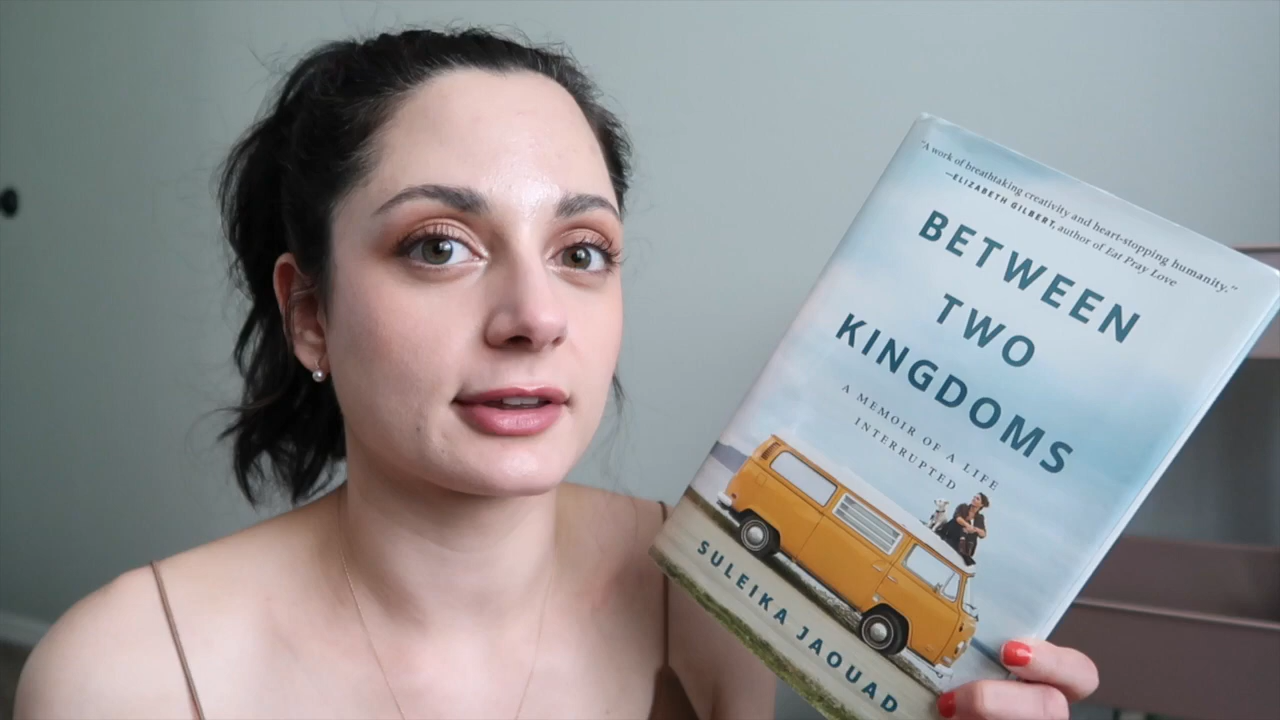 "A work of breathtaking creativity and heart-stopping humanity."
—ELIZABETH GILBERT, author of Eat Pray Love
BETWEEN
TWO
KINGDOMS
A MEMOIR OF A LIFE
INTERRUPTED
SULEIKA JAOUAD